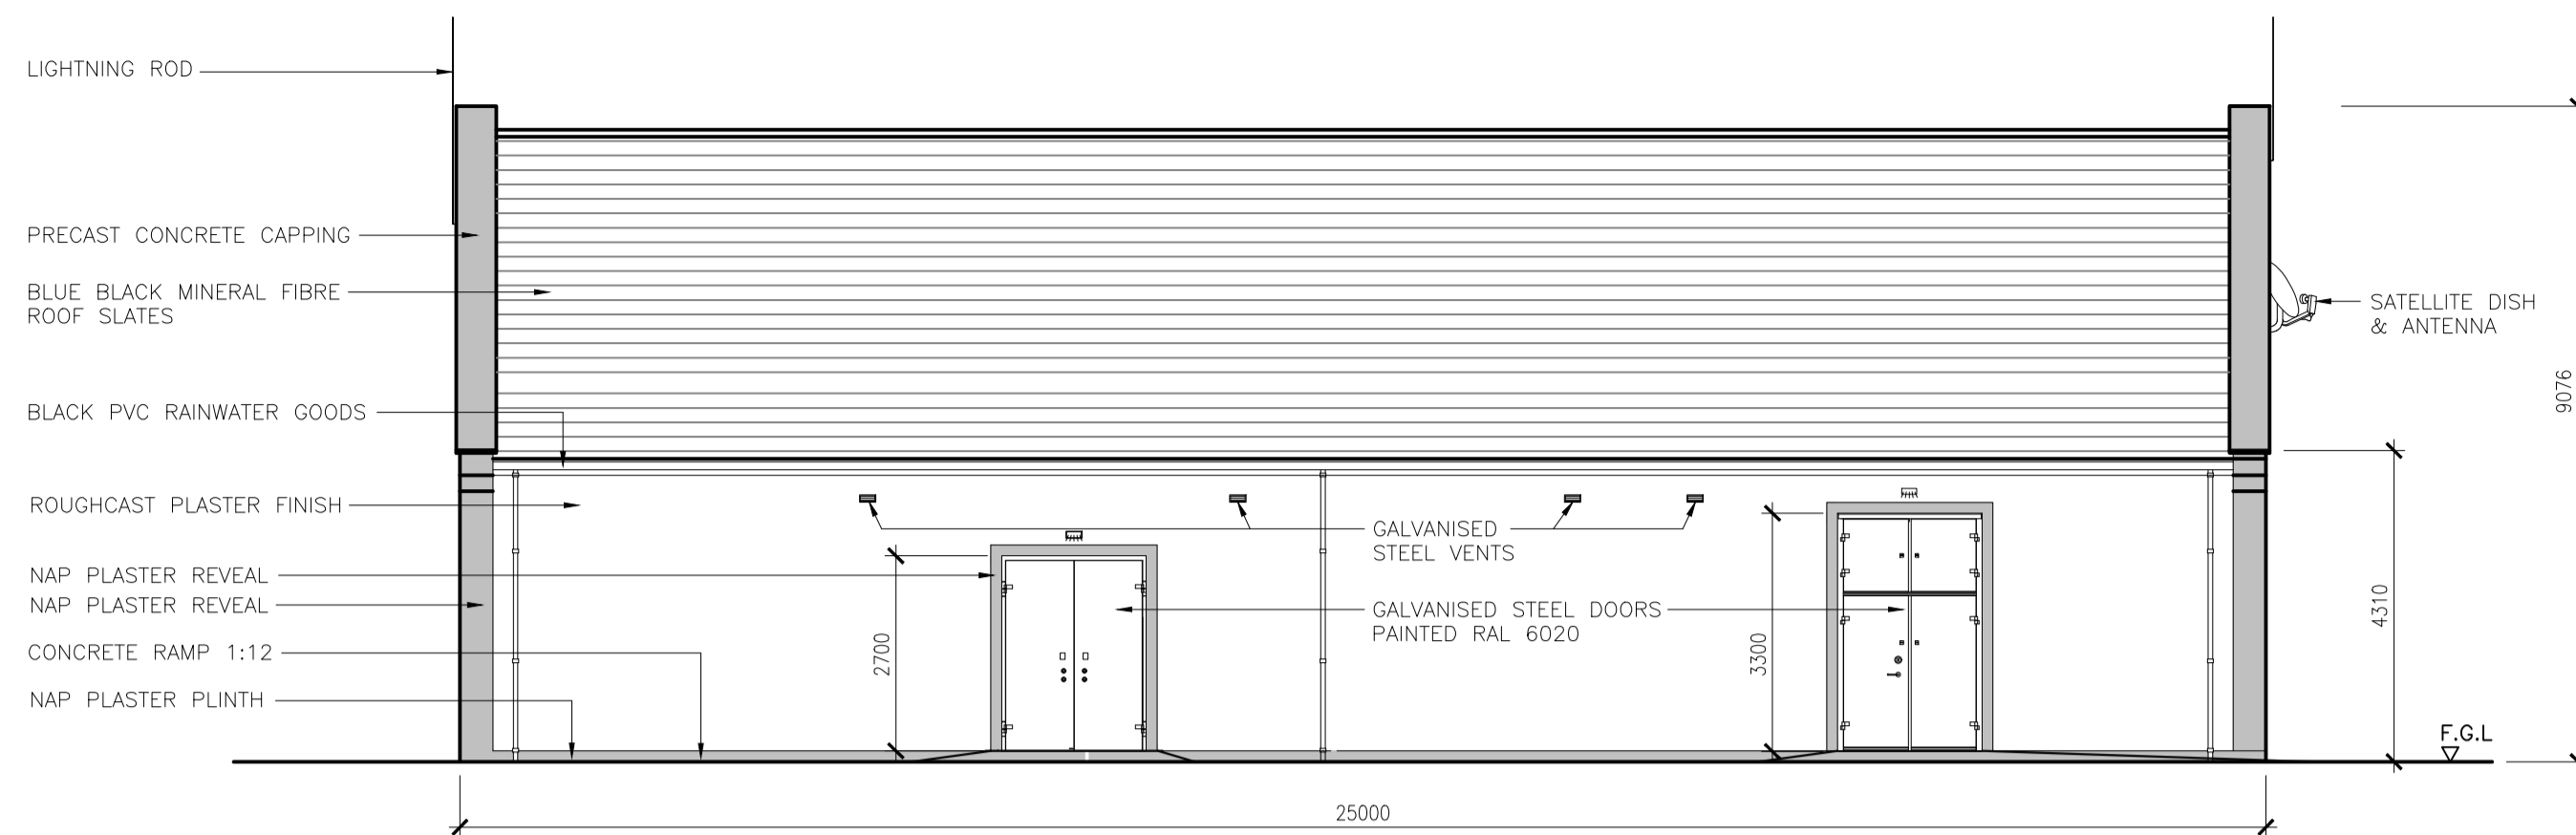 LIGHTNING ROD
PRECAST CONCRETE CAPPING
BLUE BLACK MINERAL FIBRE
ROOF SLATES
BLACK PVC RAINWATER GOODS
ROUGHCAST PLASTER FINISH
NAP PLASTER REVEAL
NAP PLASTER REVEAL
CONCRETE RAMP 1:12
NAP PLASTER PLINTH
2700
GALVANISED
STEEL VENTS
GALVANISED STEEL DOORS
PAINTED RAL 6020
3300
SATELLITE DISH
& ANTENNA
9076
4310
F.G.L
25000